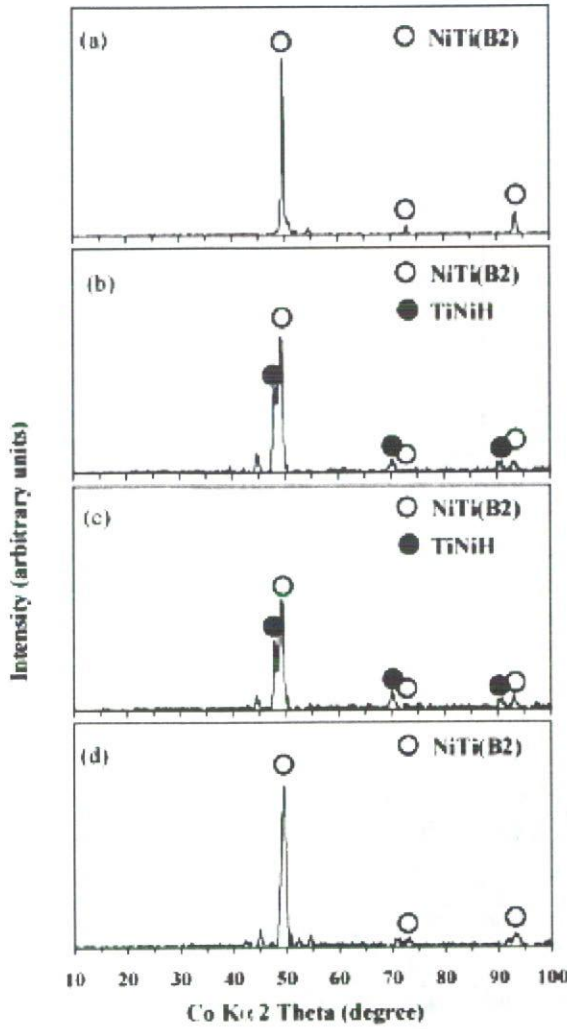 (a)
NiTi(B2)
(b)
NiTi(B2)
TiNiH
(c)
NiTi(B2)
TiNiH
(d)
NiTi(B2)
Intensity (arbitrary units)
10 20 30 40 50 60 70 80 90 100
Co Kα 2 Theta (degree)